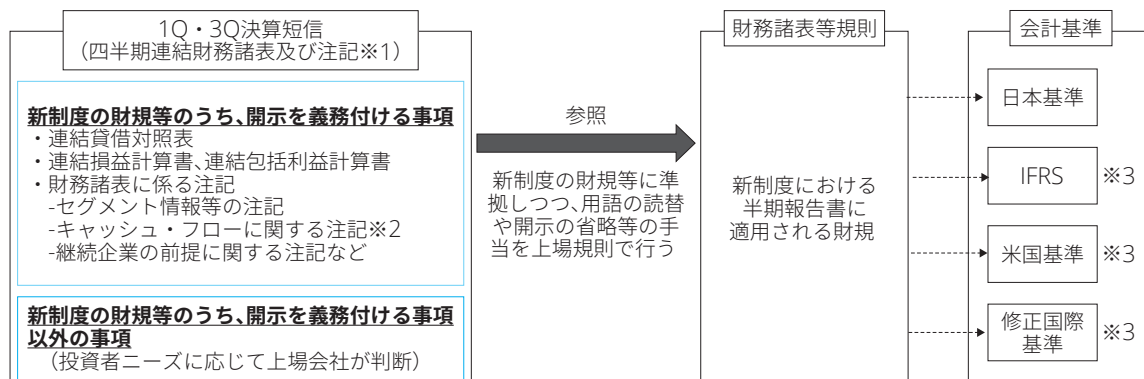 1Q・3Q決算短信
（四半期連結財務諸表及び注記※1）
新制度の財規等のうち、開示を義務付ける事項
・連結貸借対照表
・連結損益計算書、連結包括利益計算書
・財務諸表に係る注記
-セグメント情報等の注記
-キャッシュ・フローに関する注記※2
-継続企業の前提に関する注記など
新制度の財規等のうち、開示を義務付ける事項
以外の事項
（投資者ニーズに応じて上場会社が判断）
参照
新制度の財規等に準
拠しつつ、用語の読替
や開示の省略等の手
当を上場規則で行う
財務諸表等規則
新制度における
半期報告書に
適用される財規
会計基準
日本基準
IFRS ※3
米国基準 ※3
修正国際
基準 ※3